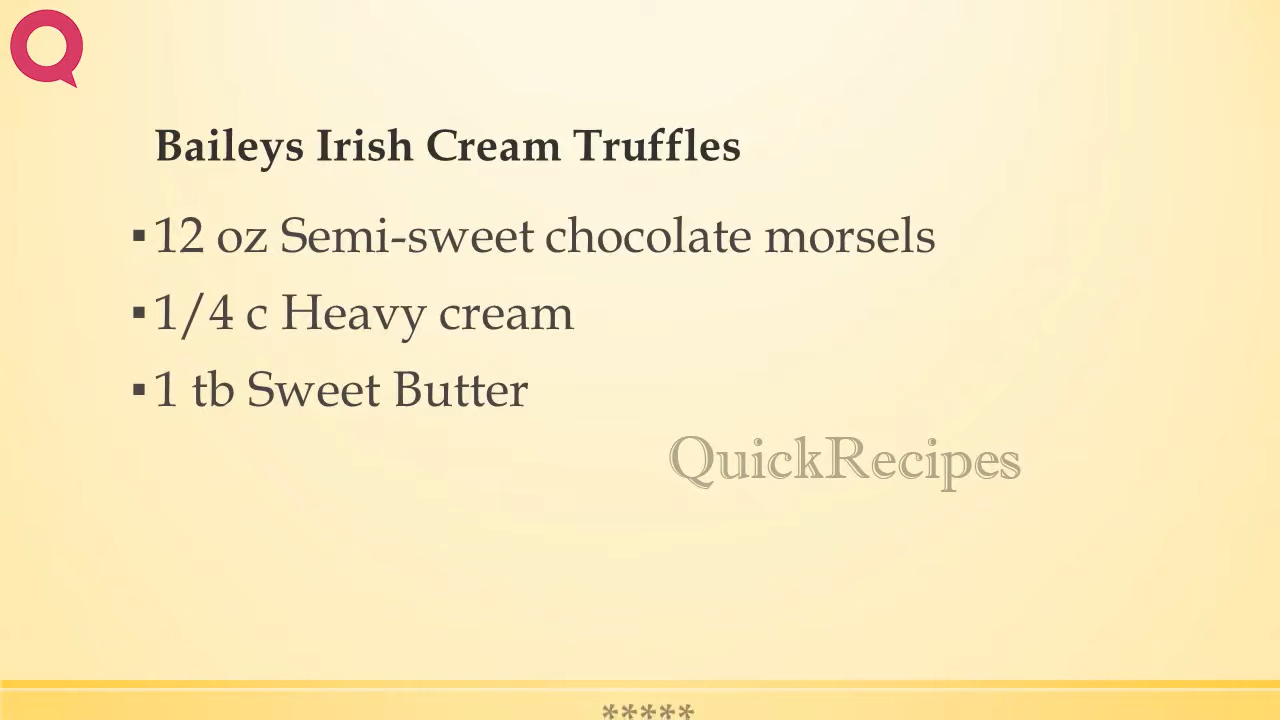 Baileys Irish Cream Truffles
▪12 oz Semi-sweet chocolate morsels
▪1/4 c Heavy cream
▪1 tb Sweet Butter
QuickRecipes
*****